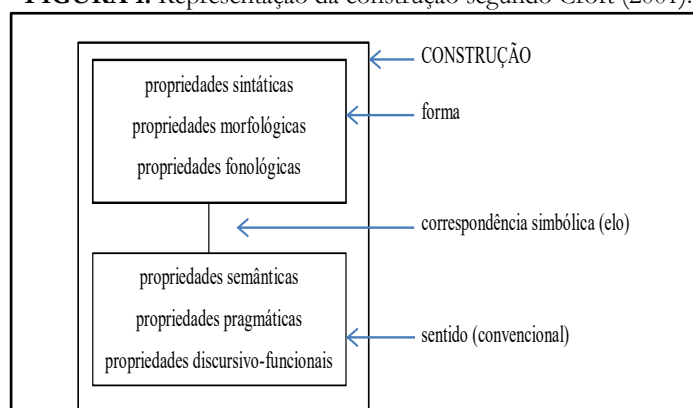 FIGURA 1. Representação da construção segundo Croft (2001).
CONSTRUÇÃO
propriedades sintáticas
propriedades morfológicas
forma
propriedades fonológicas
correspondência simbólica (elo)
propriedades semânticas
propriedades pragmáticas
sentido (convencional)
propriedades discursivo-funcionais